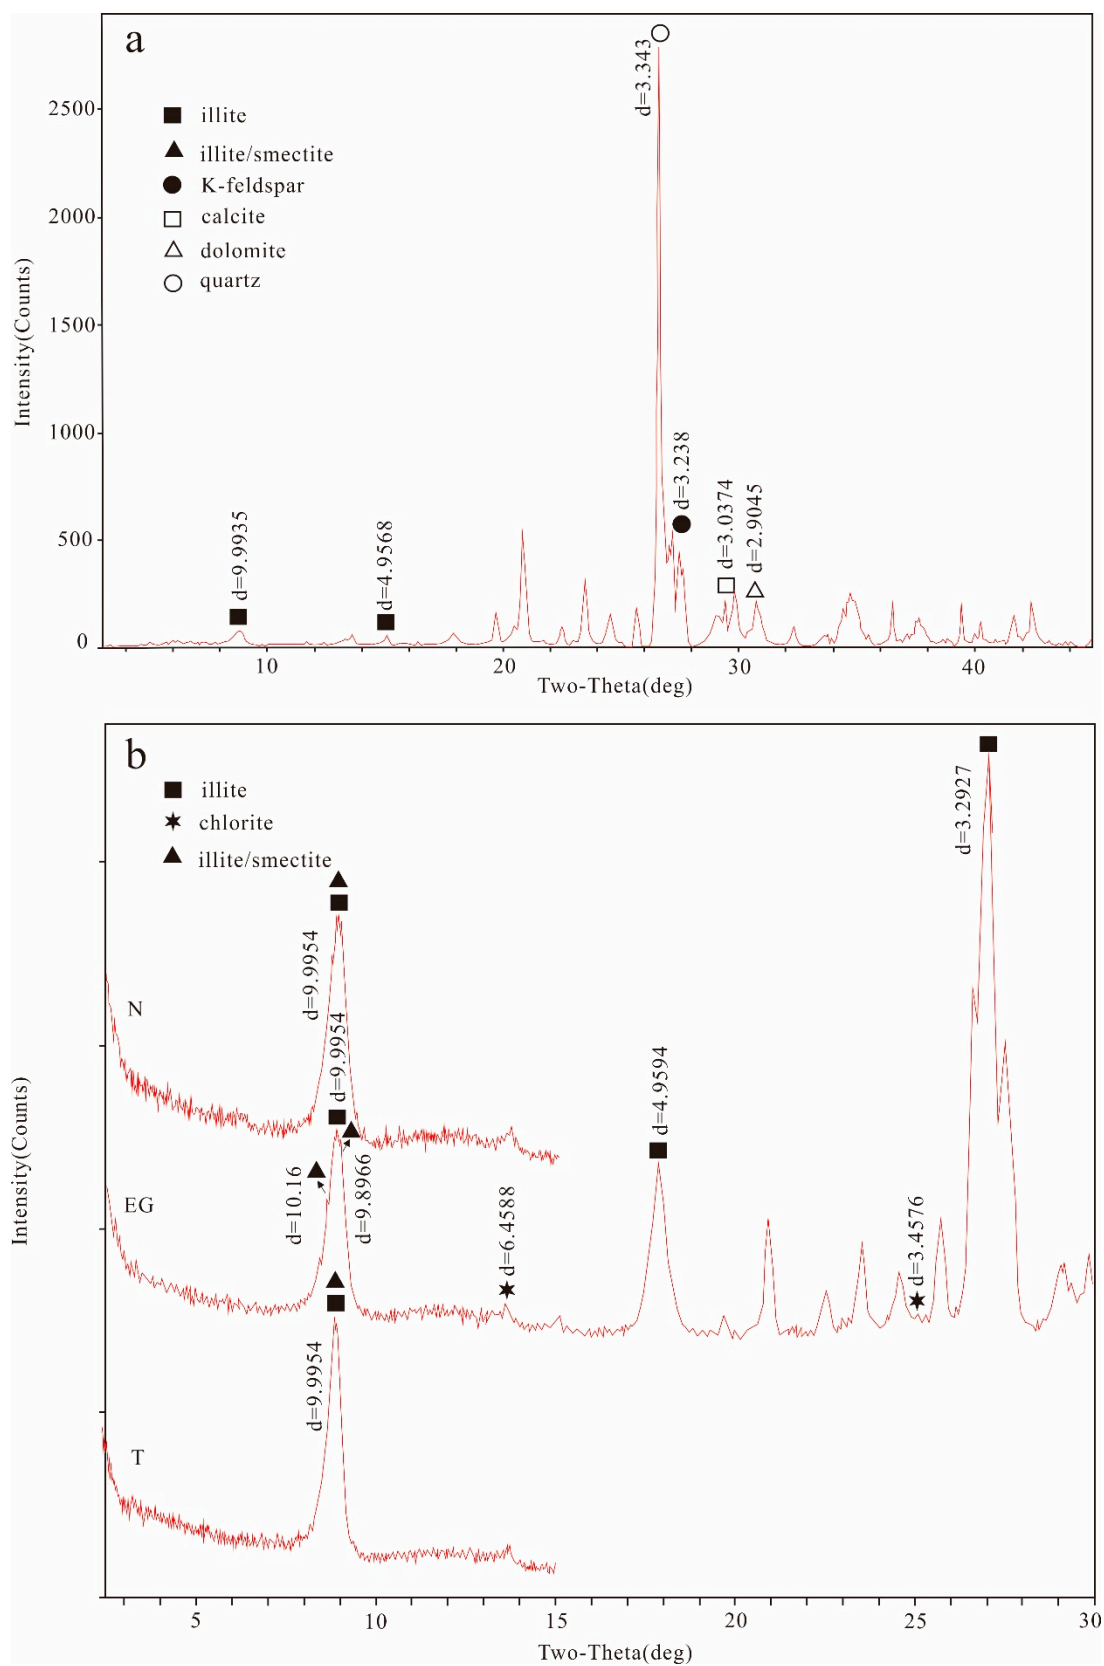 a
illite
illite/smectite
K-feldspar
calcite
dolomite
quartz
d=9.9935
d=4.9568
d=3.343
d=3.238
d=3.0374
d=2.9045
2500
2000
1500
1000
500
0
10
20
30
40
Intensity(Counts)
Two-Theta(deg)
b
illite
chlorite
illite/smectite
N
EG
T
d=9.9954
d=9.9954
d=10.16
d=9.8966
d=9.9954
d=6.4588
d=4.9594
d=3.4576
d=3.2927
5
10
15
20
25
30
Intensity(Counts)
Two-Theta(deg)